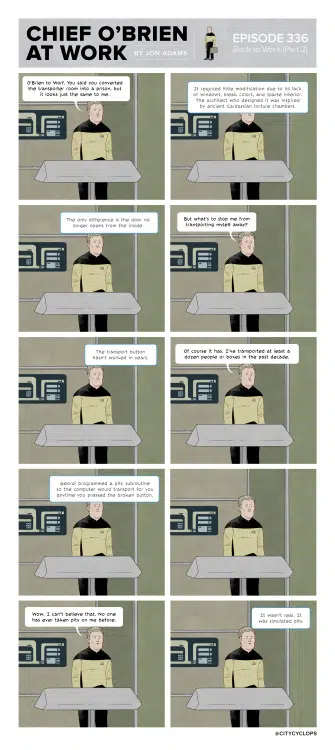 CHIEF O'BRIEN
AT WORK
BY JON ADAMS
EPISODE 336
Back to Work (Part 2)
O'Brien to Worf. You said you converted
the transporter room into a prison, but
it looks just the same to me.
It required little modification due to its lack
of windows, bleak colors, and sparse interior.
The architect who designed it was inspired
by ancient Cardassian torture chambers.
The only difference is the door no
longer opens from the inside.
But what's to stop me from
transporting myself away?
The transport button
hasn't worked in years.
Of course it has. I've transported at least a
dozen people or boxes in the past decade.
Geordi programmed a pity subroutine
so the computer would transport for you
anytime you pressed the broken button.
Wow. I can't believe that. No one
has ever taken pity on me before.
It wasn't real. It
was simulated pity.
@CITYCYCLOPS